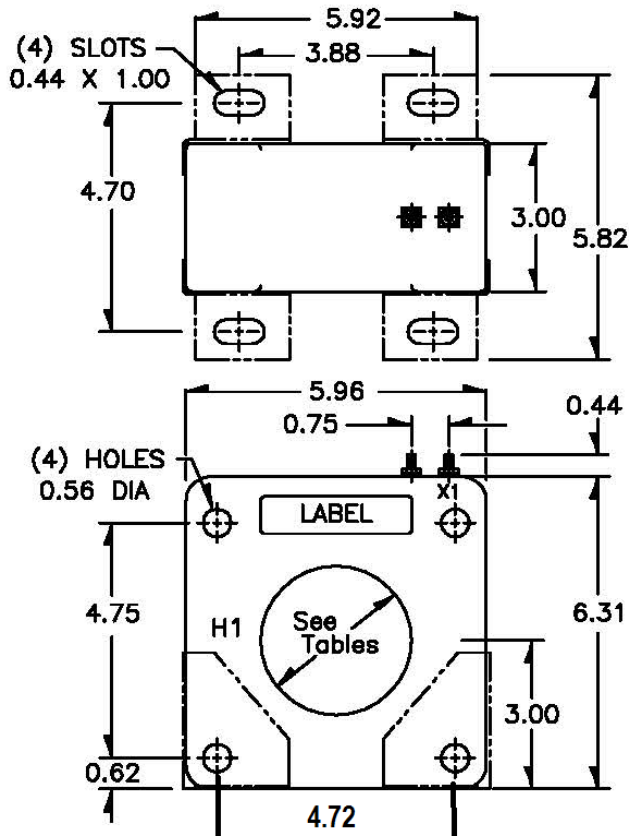 5.92
(4) SLOTS
0.44 X 1.00
3.88
4.70
3.00
5.82
5.96
0.75
0.44
(4) HOLES
0.56 DIA
X1
LABEL
4.75
H1
See
Tables
6.31
3.00
0.62
4.72